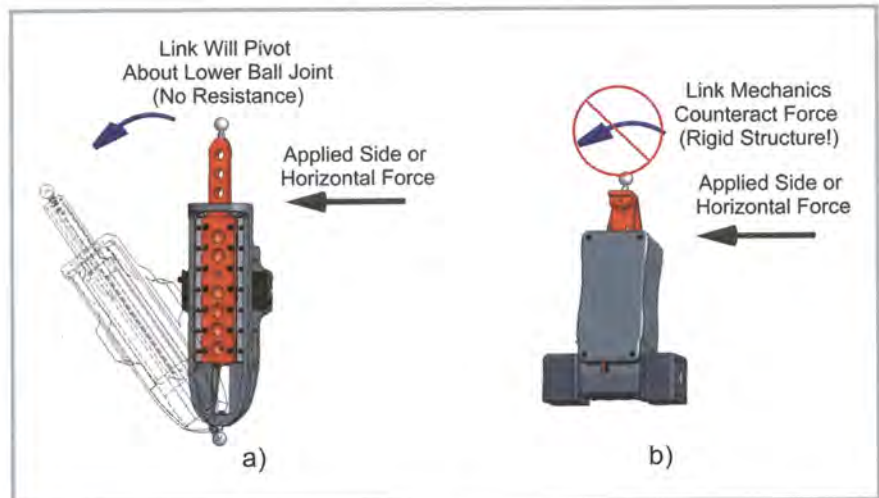 Link Will Pivot
About Lower Ball Joint
(No Resistance)
Applied Side or
Horizontal Force
a)
Link Mechanics
Counteract Force
(Rigid Structure!)
Applied Side or
Horizontal Force
b)